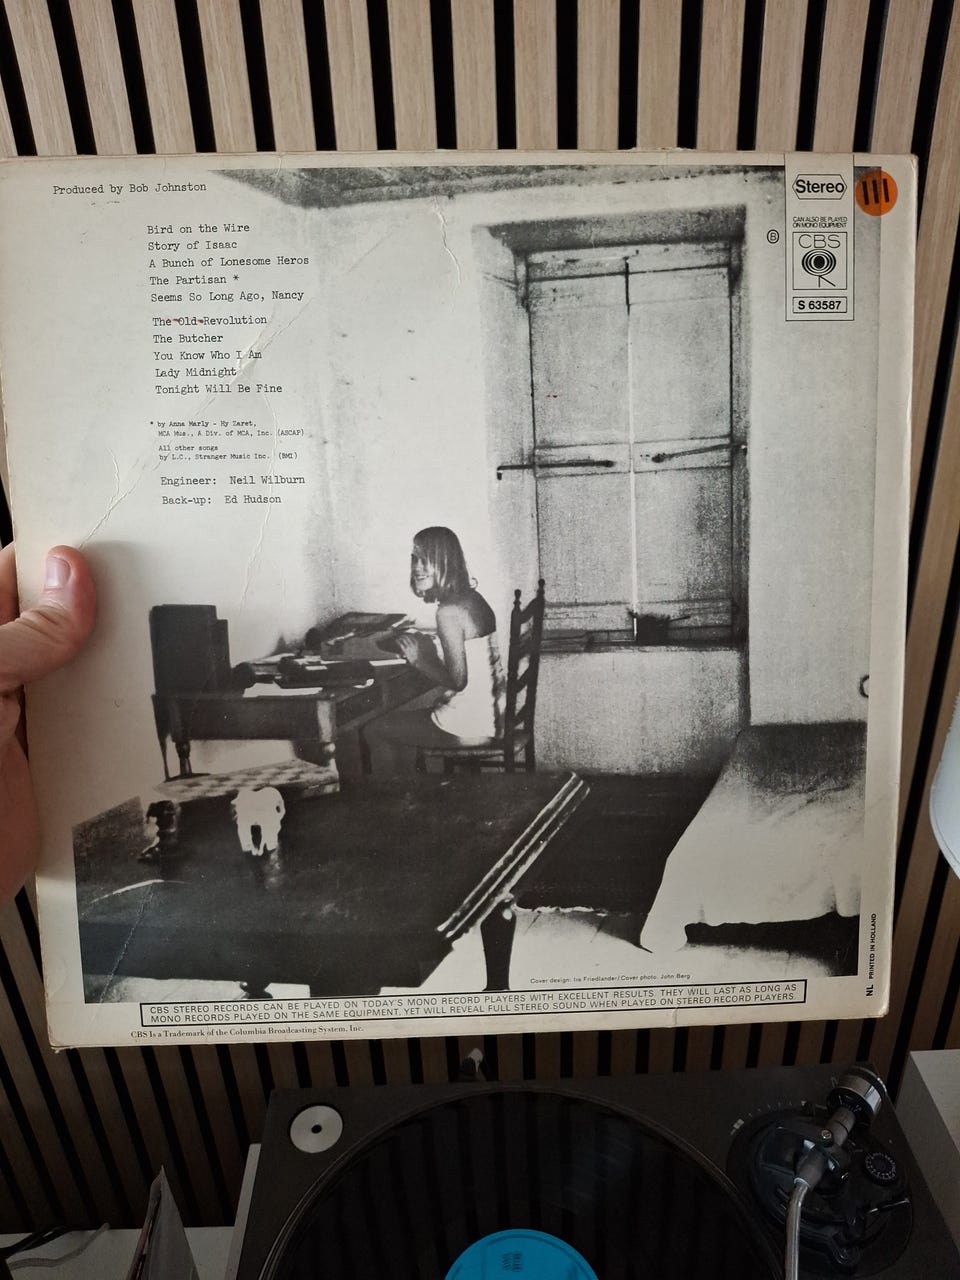 Produced by Bob Johnston
Bird on the Wire
Story of Isaac
A Bunch of Lonesome Heros
The Partisan *
Seems So Long Ago, Nancy
The Old Revolution
The Butcher
You Know Who I Am
Lady Midnight
Tonight Will Be Fine
* by Anna Marly - Hy Zaret,
MCA Mus., A Div. of MCA, Inc. (ASCAP)
All other songs
by L.C., Stranger Music Inc. (BMI)
Engineer: Neil Wilburn
Back-up: Ed Hudson
Stereo
III
CAN ALSO BE PLAYED
ON MONO EQUIPMENT
CBS
S 63587
B
NL PRINTED IN HOLLAND
Cover design: Ira Friedlander/Cover photo: John Berg
CBS STEREO RECORDS CAN BE PLAYED ON TODAY'S MONO RECORD PLAYERS WITH EXCELLENT RESULTS. THEY WILL LAST AS LONG AS
MONO RECORDS PLAYED ON THE SAME EQUIPMENT, YET WILL REVEAL FULL STEREO SOUND WHEN PLAYED ON STEREO RECORD PLAYERS.
CBS Is a Trademark of the Columbia Broadcasting System, Inc.